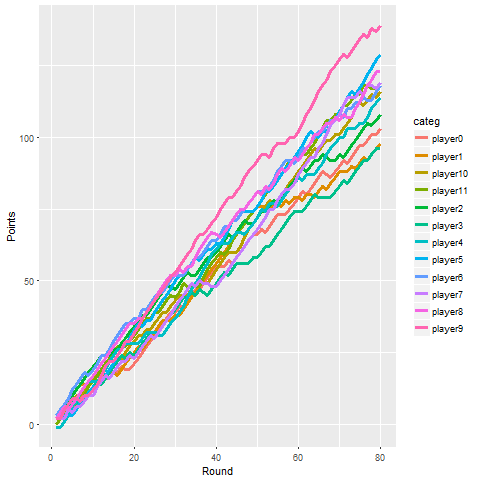 Points
100
50
0
0
20
40
60
80
Round
categ
player0
player1
player10
player11
player2
player3
player4
player5
player6
player7
player8
player9